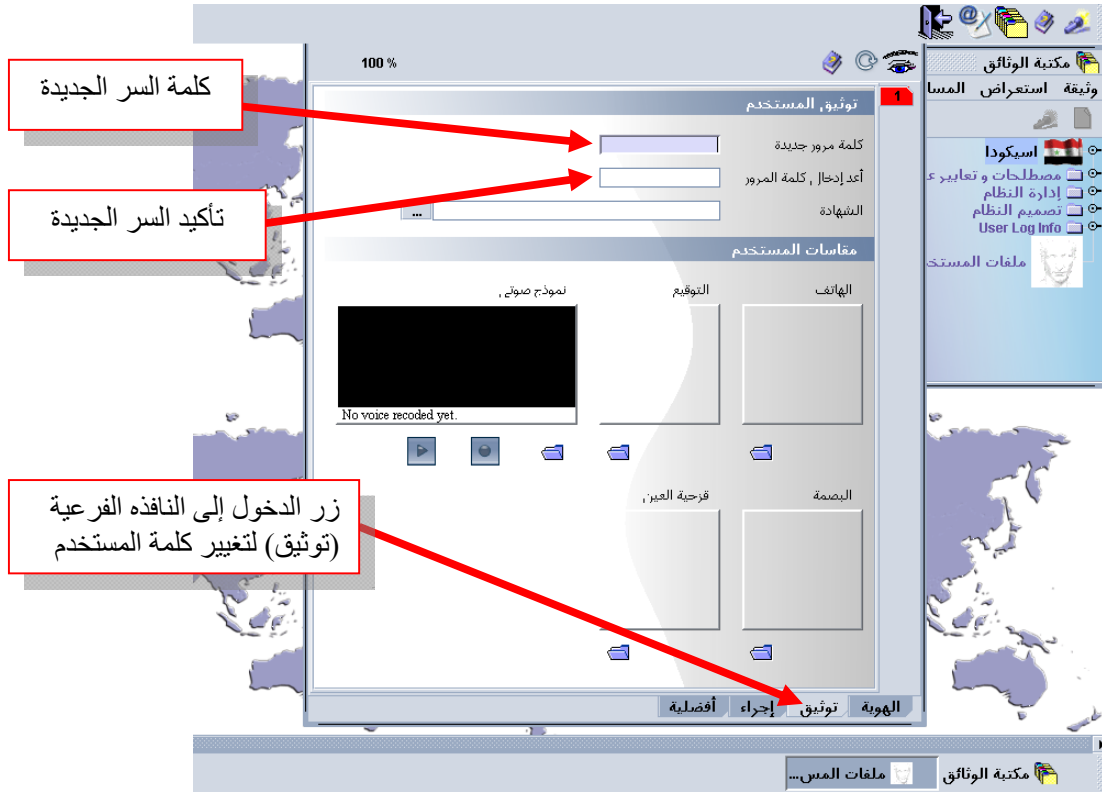 100 %
كلمة السر الجديدة
تأكيد السر الجديدة
زر الدخول إلى النافذه الفرعية
(توثيق) لتغيير كلمة المستخدم
مكتبة الوثائق
وثيقة استعراض المسا
اسيكودا
مصطلحات و تعابير ع
إدارة النظام
تصميم النظام
User Log Info
ملفات المستخ
1
توثيق المستخدم
كلمة مرور جديدة
أعد إدخال كلمة المرور
الشهادة
...
مقاسات المستخدم
الهاتف
التوقيع
نموذج صوتي
No voice recoded yet.
البصمة
قزحية العين
الهوية
توثيق
إجراء
أفضلية
مكتبة الوثائق
ملفات المس...